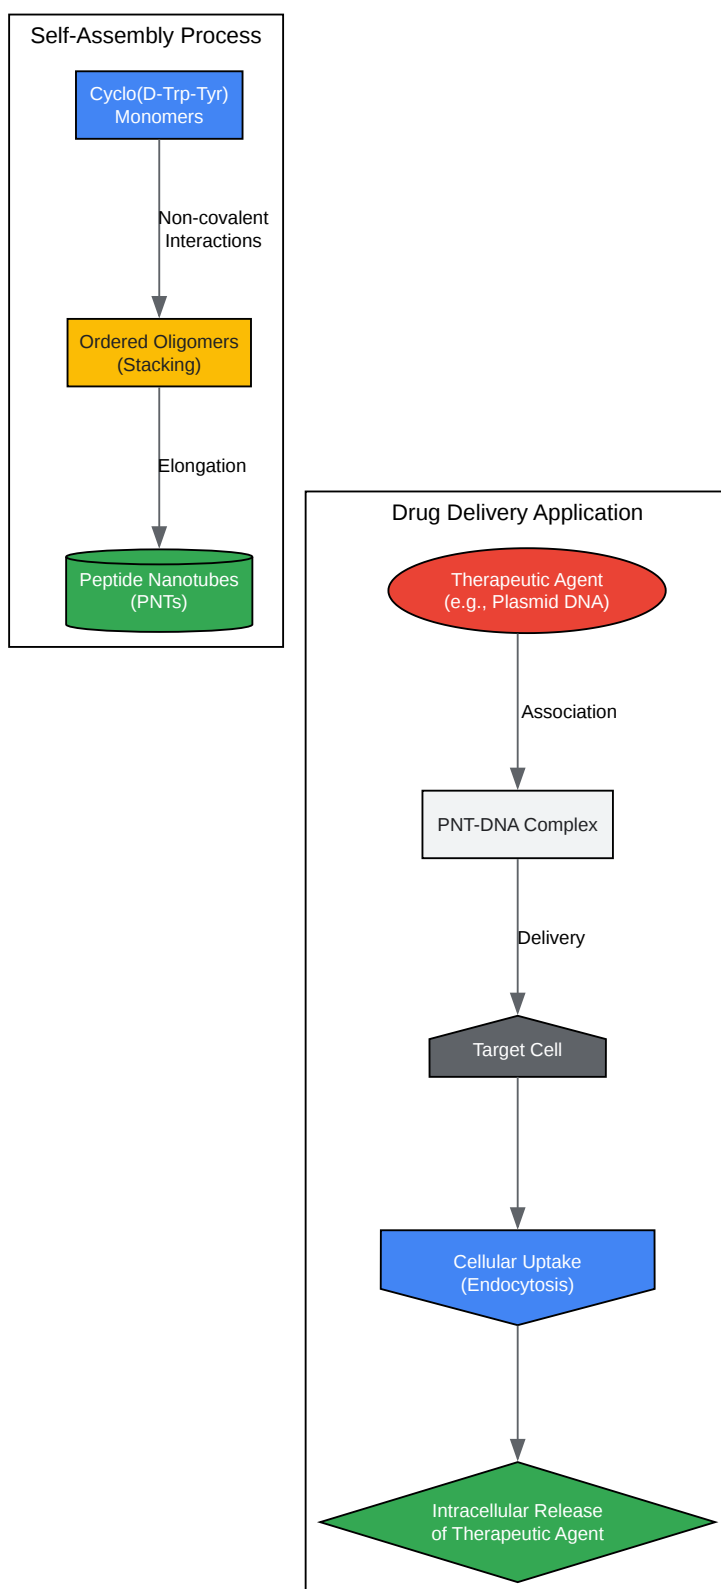 Self-Assembly Process
Cyclo(D-Trp-Tyr)
Monomers
Non-covalent
Interactions
Ordered Oligomers
(Stacking)
Elongation
Peptide Nanotubes
(PNTs)
Drug Delivery Application
Therapeutic Agent
(e.g., Plasmid DNA)
Association
PNT-DNA Complex
Delivery
Target Cell
Cellular Uptake
(Endocytosis)
Intracellular Release
of Therapeutic Agent